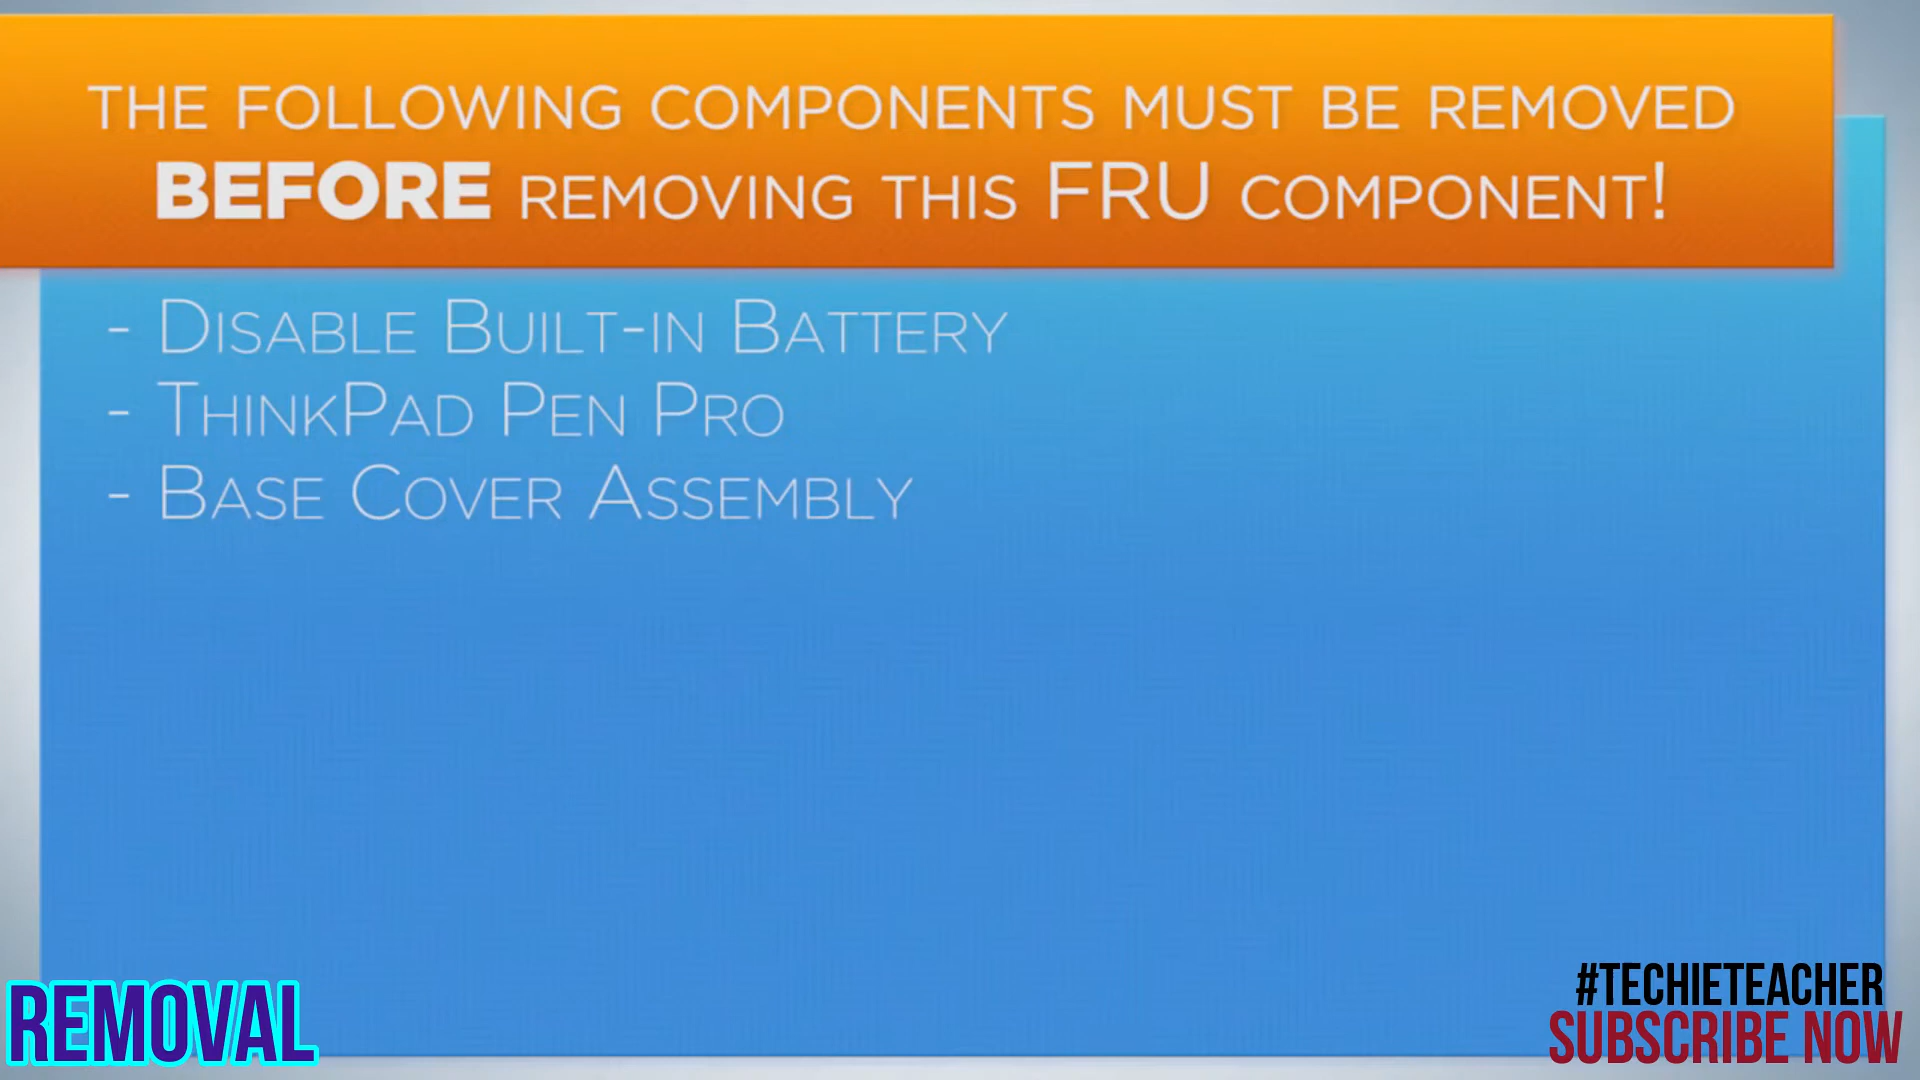 THE FOLLOWING COMPONENTS MUST BE REMOVED
BEFORE REMOVING THIS FRU COMPONENT!
- DISABLE BUILT-IN BATTERY
- THINKPAD PEN PRO
- BASE COVER ASSEMBLY
REMOVAL
#TECHIETEACHER
SUBSCRIBE NOW